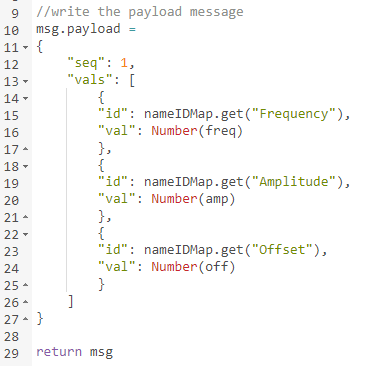 9 //write the payload message
10 msg.payload =
11 {
12 "seq": 1,
13 "vals": [
14 {
15 "id": nameIDMap.get("Frequency"),
16 "val": Number(freq)
17 },
18 {
19 "id": nameIDMap.get("Amplitude"),
20 "val": Number(amp)
21 },
22 {
23 "id": nameIDMap.get("Offset"),
24 "val": Number(off)
25 }
26 ]
27 }
28
29 return msg